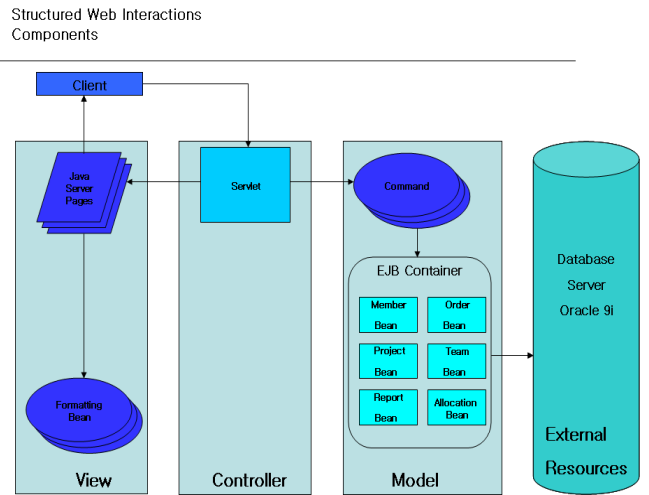 Structured Web Interactions
Components
Client
Java
Server
Pages
Servlet
Command
EJB Container
Member
Bean
Order
Bean
Project
Bean
Team
Bean
Report
Bean
Allocation
Bean
Formatting
Bean
Database
Server
Oracle 9i
External
Resources
View
Controller
Model